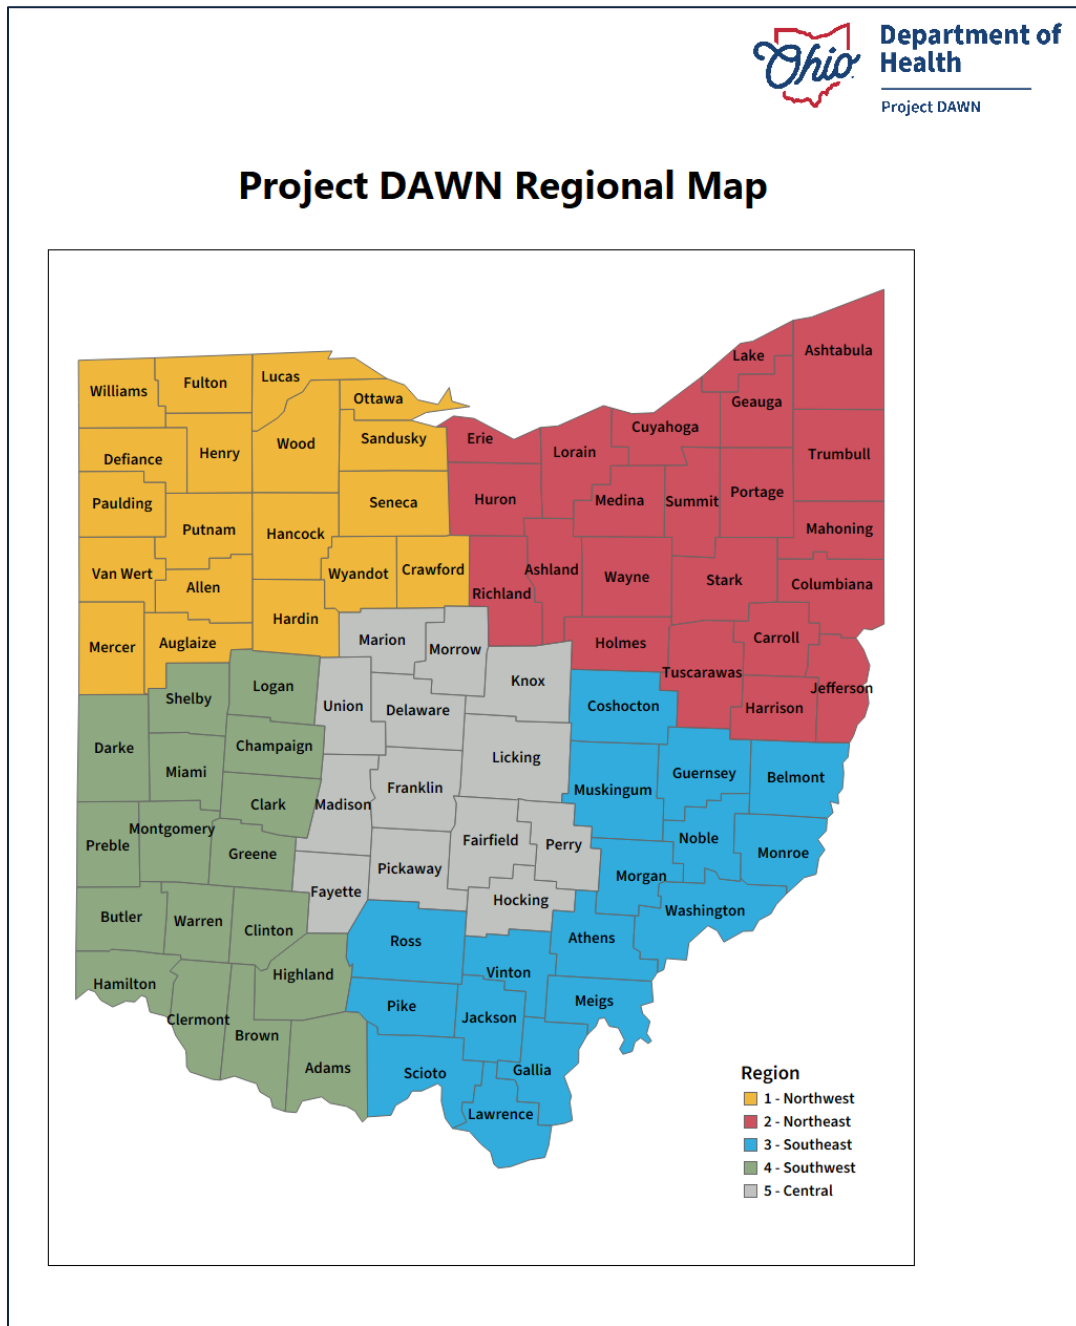 Ohio
Department of
Health
Project DAWN
Project DAWN Regional Map
Williams
Fulton
Lucas
Ottawa
Defiance
Henry
Wood
Sandusky
Paulding
Putnam
Hancock
Seneca
Van Wert
Allen
Wyandot
Crawford
Mercer
Auglaize
Hardin
Lake
Ashtabula
Geauga
Erie
Lorain
Cuyahoga
Trumbull
Huron
Medina
Summit
Portage
Mahoning
Richland
Ashland
Wayne
Stark
Columbiana
Holmes
Tuscarawas
Carroll
Harrison
Jefferson
Marion
Morrow
Knox
Union
Delaware
Licking
Madison
Franklin
Fairfield
Perry
Fayette
Pickaway
Hocking
Shelby
Logan
Darke
Miami
Champaign
Clark
Preble
Montgomery
Greene
Butler
Warren
Clinton
Hamilton
Clermont
Brown
Highland
Adams
Coshocton
Muskingum
Guernsey
Belmont
Noble
Monroe
Morgan
Washington
Ross
Vinton
Athens
Pike
Jackson
Meigs
Scioto
Gallia
Lawrence
Region
1 - Northwest
2 - Northeast
3 - Southeast
4 - Southwest
5 - Central